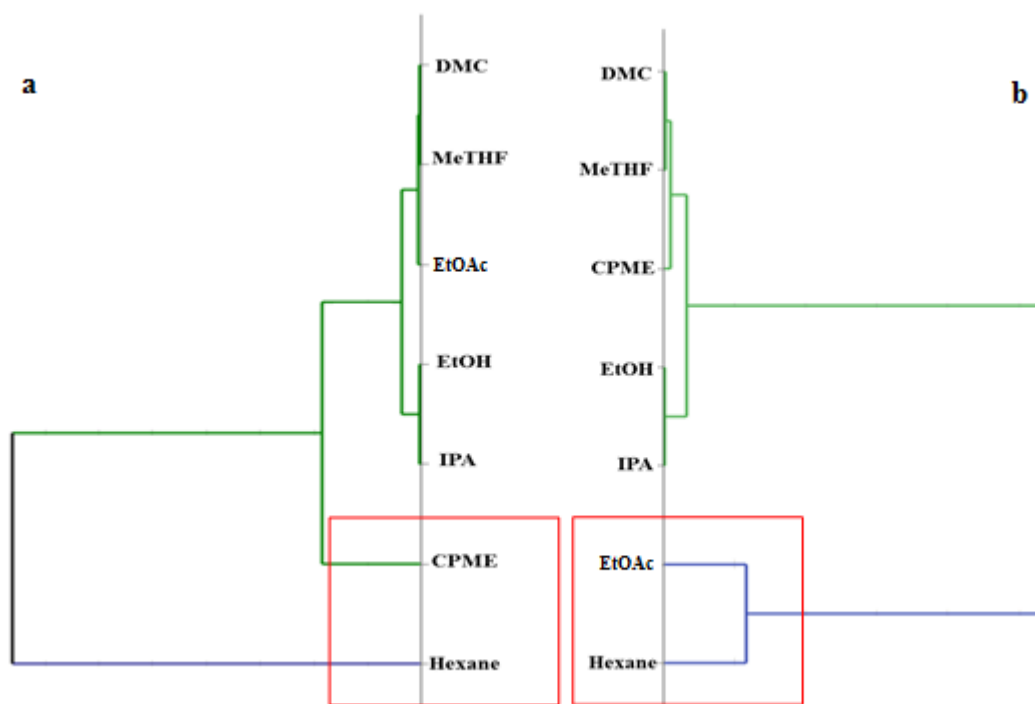 a
DMC
MeTHF
EtOAc
EtOH
IPA
CPME
Hexane
b
DMC
MeTHF
CPME
EtOH
IPA
EtOAc
Hexane